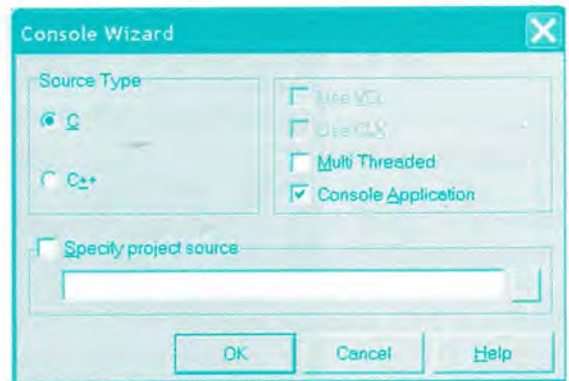 Console Wizard
Source Type
C
C++
Use VCL
Use CLX
Multi Threaded
Console Application
Specify project source
...
OK
Cancel
Help